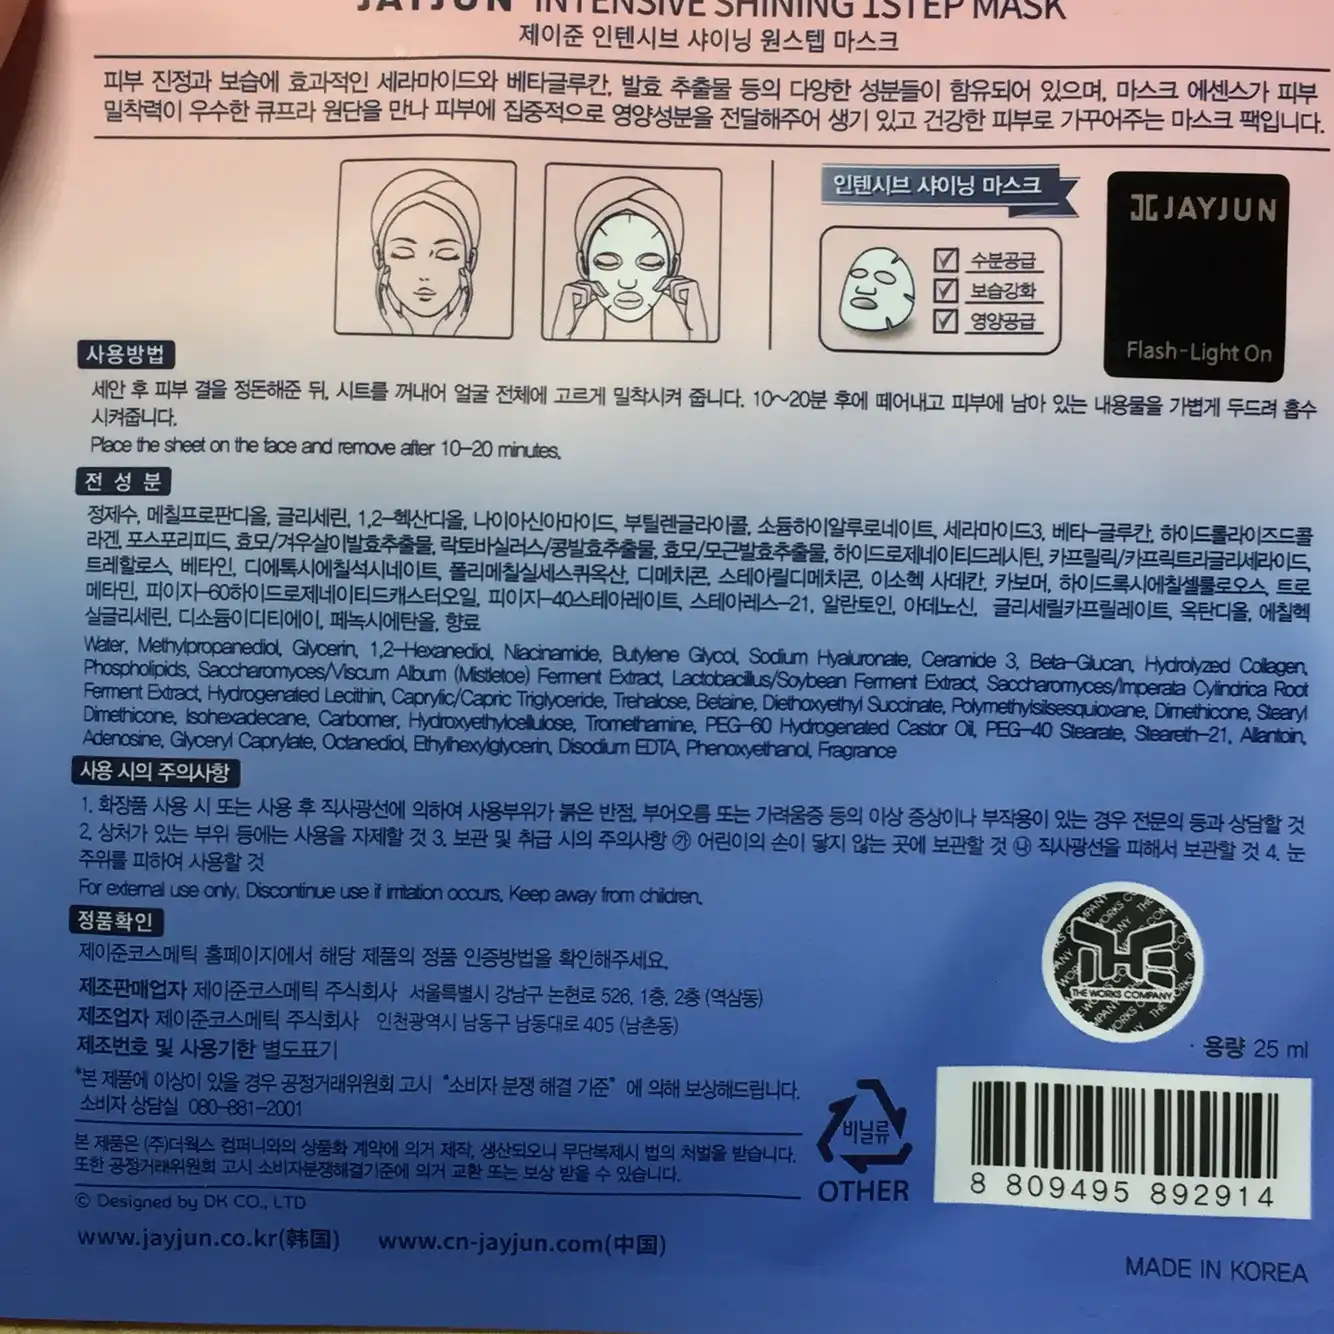 JAYJUN INTENSIVE SHINING 1STEP MASK
제이준 인텐시브 샤이닝 원스텝 마스크
피부 진정과 보습에 효과적인 세라마이드와 베타글루칸, 발효 추출물 등의 다양한 성분들이 함유되어 있으며, 마스크 에센스가 피부
밀착력이 우수한 큐프라 원단을 만나 피부에 집중적으로 영양성분을 전달해주어 생기 있고 건강한 피부로 가꾸어주는 마스크 팩입니다.
인텐시브 샤이닝 마스크
수분공급
보습강화
영양공급
JAYJUN
Flash-Light On
사용방법
세안 후 피부 결을 정돈해준 뒤, 시트를 꺼내어 얼굴 전체에 고르게 밀착시켜 줍니다. 10~20분 후에 떼어내고 피부에 남아 있는 내용물을 가볍게 두드려 흡수
시켜줍니다.
Place the sheet on the face and remove after 10-20 minutes.
전 성 분
정제수, 메칠프로판디올, 글리세린, 1,2-헥산디올, 나이아신아마이드, 부틸렌글라이콜, 소듐하이알루로네이트, 세라마이드3, 베타-글루칸, 하이드롤라이즈드콜
라겐, 포스포리피드, 효모/겨우살이발효추출물, 락토바실러스/콩발효추출물, 효모/모근발효추출물, 하이드로제네이티드레시틴, 카프릴릭/카프릭트리글리세라이드,
트레할로스, 베타인, 디에톡시에칠석시네이트, 폴리메칠실세스퀴옥산, 디메치콘, 스테아릴디메치콘, 이소헥사데칸, 카보머, 하이드록시에칠셀룰로오스, 트로
메타민, 피이지-60하이드로제네이티드캐스터오일, 피이지-40스테아레이트, 스테아레스-21, 알란토인, 아데노신, 글리세릴카프릴레이트, 옥탄디올, 에칠헥
실글리세린, 디소듐이디티에이, 페녹시에탄올, 향료
Water, Methylpropanediol, Glycerin, 1,2-Hexanediol, Niacinamide, Butylene Glycol, Sodium Hyaluronate, Ceramide 3, Beta-Glucan, Hydrolyzed Collagen,
Phospholipids, Saccharomyces/Viscum Album (Mistletoe) Ferment Extract, Lactobacillus/Soybean Ferment Extract, Saccharomyces/Imperata Cylindrica Root
Ferment Extract, Hydrogenated Lecithin, Caprylic/Capric Triglyceride, Trehalose, Betaine, Diethoxyethyl Succinate, Polymethylsilsesquioxane, Dimethicone, Stearyl
Dimethicone, Isohexadecane, Carbomer, Hydroxyethylcellulose, Tromethamine, PEG-60 Hydrogenated Castor Oil, PEG-40 Stearate, Steareth-21, Allantoin,
Adenosine, Glyceryl Caprylate, Octanediol, Ethylhexylglycerin, Disodium EDTA, Phenoxyethanol, Fragrance
사용 시의 주의사항
1. 화장품 사용 시 또는 사용 후 직사광선에 의하여 사용부위가 붉은 반점, 부어오름 또는 가려움증 등의 이상 증상이나 부작용이 있는 경우 전문의 등과 상담할 것
2. 상처가 있는 부위 등에는 사용을 자제할 것 3. 보관 및 취급 시의 주의사항 ㉮ 어린이의 손이 닿지 않는 곳에 보관할 것 ㉯ 직사광선을 피해서 보관할 것 4. 눈
주위를 피하여 사용할 것
For external use only. Discontinue use if irritation occurs. Keep away from children.
정품확인
제이준코스메틱 홈페이지에서 해당 제품의 정품 인증방법을 확인해주세요.
제조판매업자 제이준코스메틱 주식회사 서울특별시 강남구 논현로 526, 1층, 2층 (역삼동)
제조업자 제이준코스메틱 주식회사 인천광역시 남동구 남동대로 405 (남촌동)
제조번호 및 사용기한 별도표기
THE WORKS COMPANY
· 용량 25 ml
*본 제품에 이상이 있을 경우 공정거래위원회 고시 "소비자 분쟁 해결 기준" 에 의해 보상해드립니다.
소비자 상담실 080-881-2001
본 제품은 (주)더웍스 컴퍼니와의 상품화 계약에 의거 제작, 생산되오니 무단복제시 법의 처벌을 받습니다.
또한 공정거래위원회 고시 소비자분쟁해결기준에 의거 교환 또는 보상 받을 수 있습니다.
비닐류
OTHER
8 809495 892914
© Designed by DK CO., LTD
www.jayjun.co.kr(韩国) www.cn-jayjun.com(中国)
MADE IN KOREA